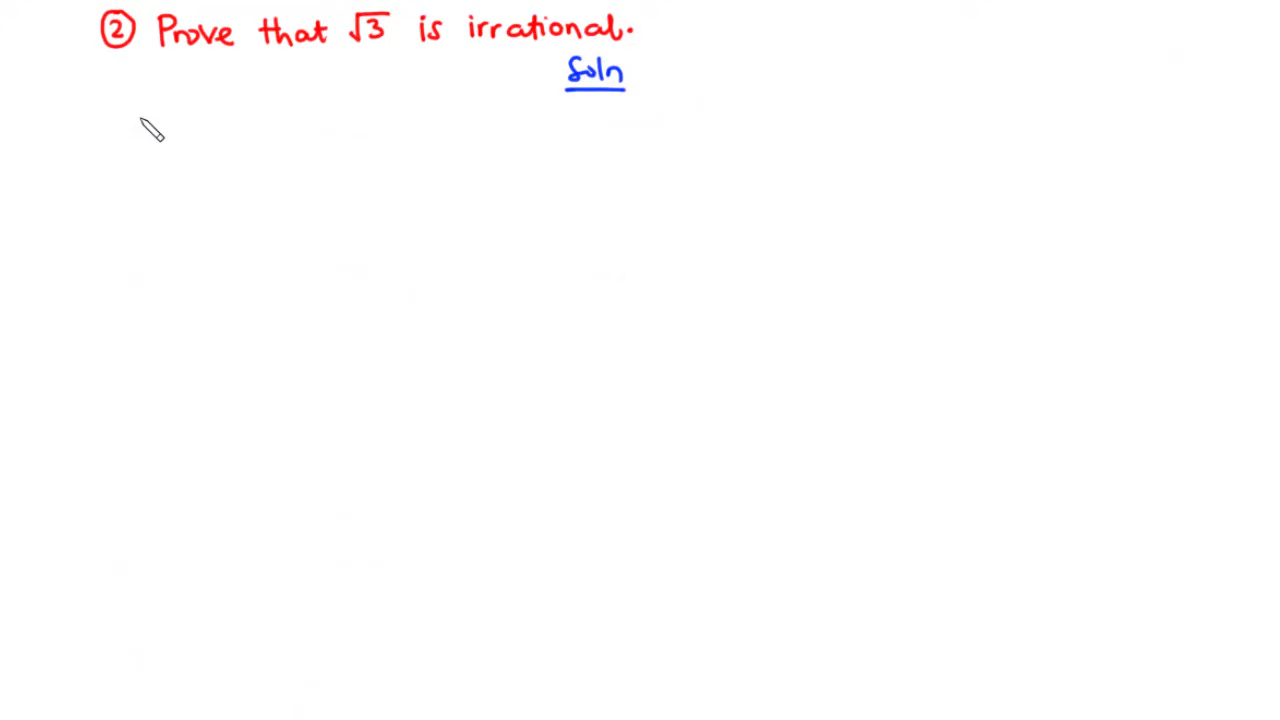 ② Prove that √3 is irrational.
Soln